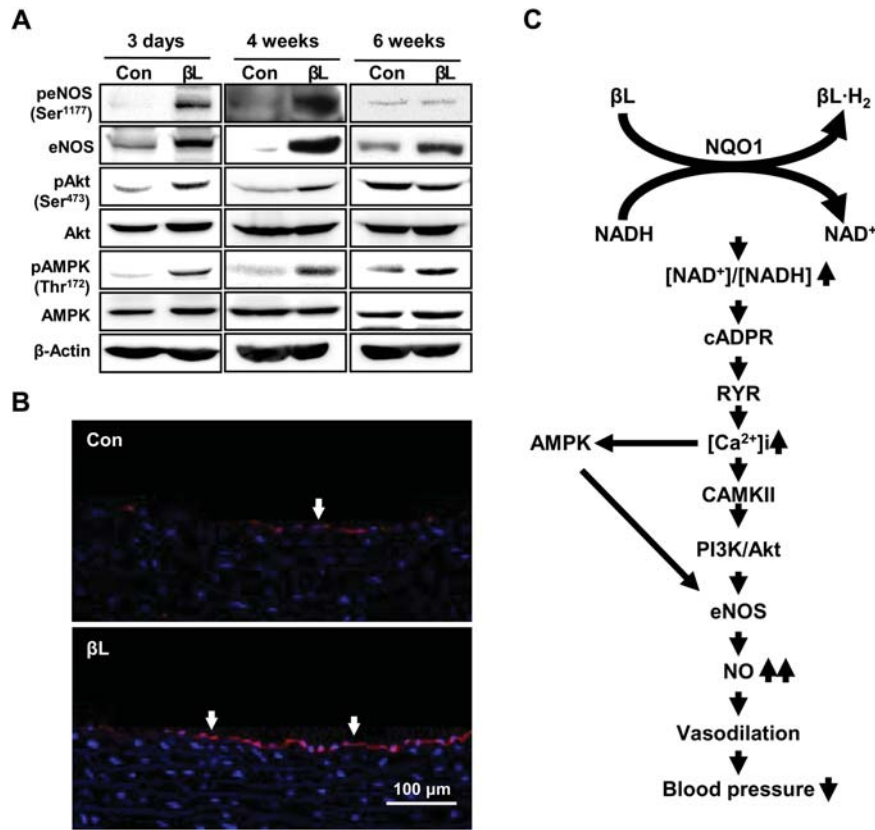 A
3 days 4 weeks 6 weeks
Con βL Con βL Con βL
peNOS
(Ser¹¹⁷⁷)
eNOS
pAkt
(Ser⁴⁷³)
Akt
pAMPK
(Thr¹⁷²)
AMPK
β-Actin
B
Con
βL
100 μm
C
βL βL·H₂
NQO1
NADH NAD⁺
[NAD⁺]/[NADH]
cADPR
RYR
AMPK [Ca²⁺]i
CAMKII
PI3K/Akt
eNOS
NO
Vasodilation
Blood pressure